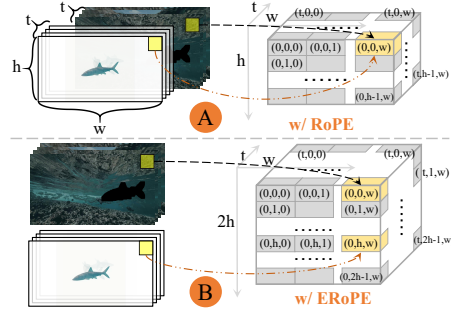 t
t
h
w
A
t
w
h
(t,0,0)
(t,0,w)
(0,0,0)
(0,0,1)
(0,0,w)
(0,1,0)
......
(t,h-1,w)
(0,h-1,w)
w/ RoPE
B
t
w
2h
(t,0,0)
(t,0,w)
(0,0,0)
(0,0,1)
(0,0,w)
(t,1,w)
(0,1,0)
(0,1,w)
......
(0,h,0)
(0,h,1)
(0,h,w)
(t,2h-1,w)
......
(0,2h-1,w)
w/ ERoPE